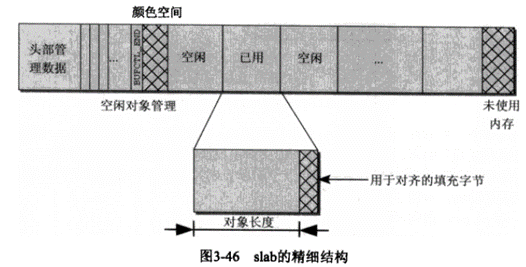 颜色空间
头部管
理数据
...
BUFCTL_END
空闲
已用
空闲
...
空闲对象管理
未使用
内存
用于对齐的填充字节
对象长度
图3-46 slab的精细结构